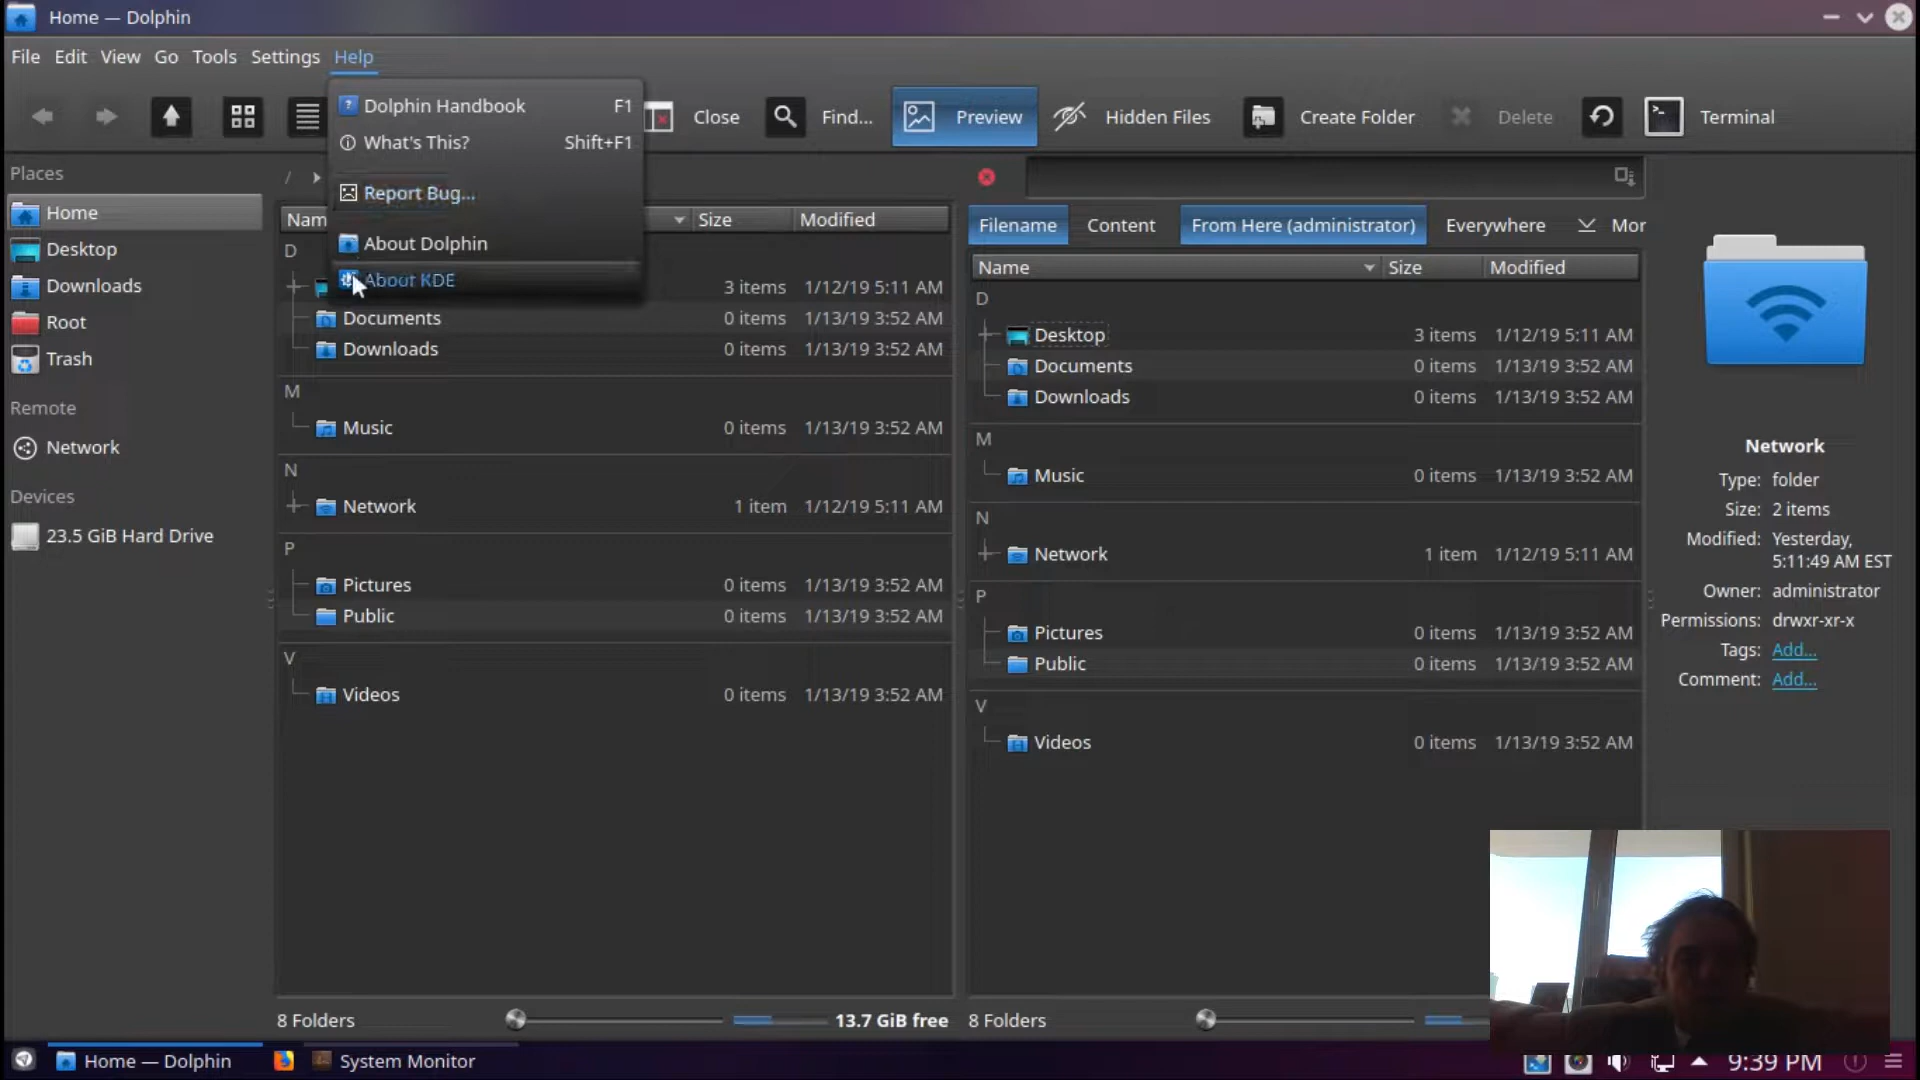 Home — Dolphin
File Edit View Go Tools Settings Help
Close Find... Preview Hidden Files Create Folder Delete Terminal
Dolphin Handbook F1
What's This? Shift+F1
Report Bug...
About Dolphin
About KDE
Places
Home
Desktop
Downloads
Root
Trash
Remote
Network
Devices
23.5 GiB Hard Drive
/
Nam Size Modified
D
3 items 1/12/19 5:11 AM
Documents 0 items 1/13/19 3:52 AM
Downloads 0 items 1/13/19 3:52 AM
M
Music 0 items 1/13/19 3:52 AM
N
Network 1 item 1/12/19 5:11 AM
P
Pictures 0 items 1/13/19 3:52 AM
Public 0 items 1/13/19 3:52 AM
V
Videos 0 items 1/13/19 3:52 AM
8 Folders 13.7 GiB free
Filename Content From Here (administrator) Everywhere Mor
Name Size Modified
D
Desktop 3 items 1/12/19 5:11 AM
Documents 0 items 1/13/19 3:52 AM
Downloads 0 items 1/13/19 3:52 AM
M
Music 0 items 1/13/19 3:52 AM
N
Network 1 item 1/12/19 5:11 AM
P
Pictures 0 items 1/13/19 3:52 AM
Public 0 items 1/13/19 3:52 AM
V
Videos 0 items 1/13/19 3:52 AM
8 Folders
Network
Type: folder
Size: 2 items
Modified: Yesterday,
5:11:49 AM EST
Owner: administrator
Permissions: drwxr-xr-x
Tags: Add...
Comment: Add...
Home — Dolphin System Monitor 9:39 PM